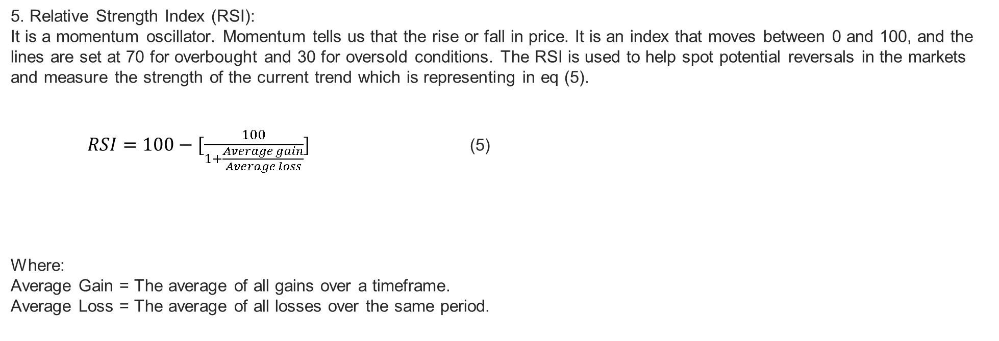 5. Relative Strength Index (RSI):
It is a momentum oscillator. Momentum tells us that the rise or fall in price. It is an index that moves between 0 and 100, and the
lines are set at 70 for overbought and 30 for oversold conditions. The RSI is used to help spot potential reversals in the markets
and measure the strength of the current trend which is representing in eq (5).
RSI = 100 − [100 / (1+ Average gain / Average loss)] (5)
Where:
Average Gain = The average of all gains over a timeframe.
Average Loss = The average of all losses over the same period.